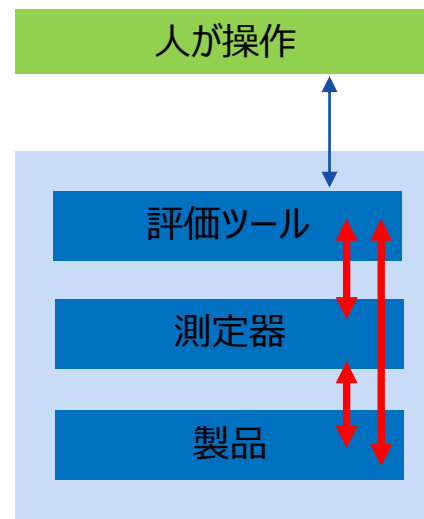 人が操作
評価ツール
測定器
製品